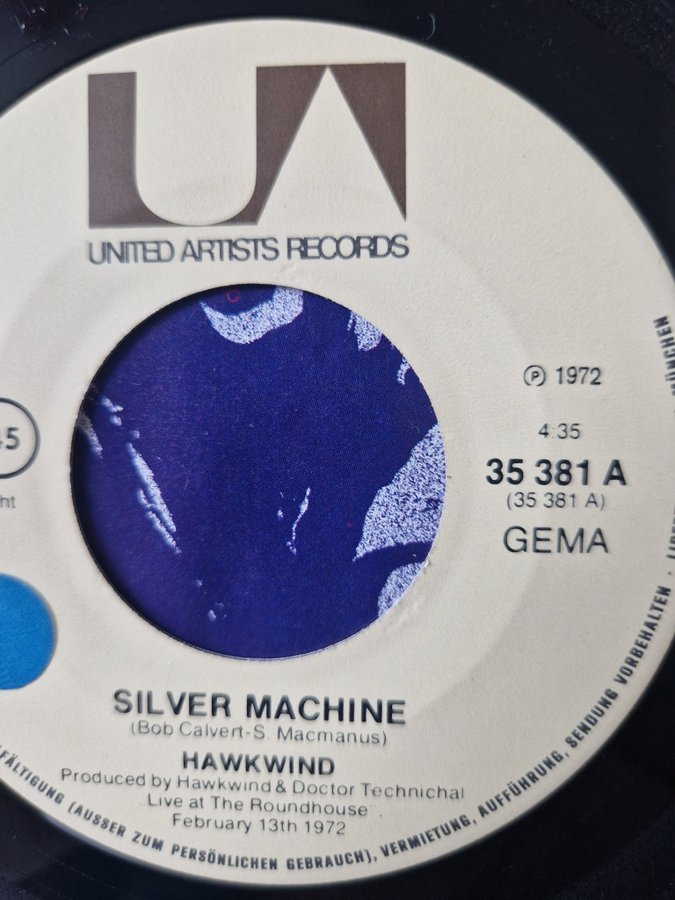 UA
UNITED ARTISTS RECORDS
℗ 1972
45
4:35
35 381 A
(35 381 A)
GEMA
SILVER MACHINE
(Bob Calvert-S. Macmanus)
HAWKWIND
Produced by Hawkwind & Doctor Technichal
"Live at The Roundhouse"
February 13th 1972
(AUSSER ZUM PERSÖNLICHEN GEBRAUCH), VERMIETUNG, AUFFÜHRUNG, SENDUNG VORBEHALTEN ·